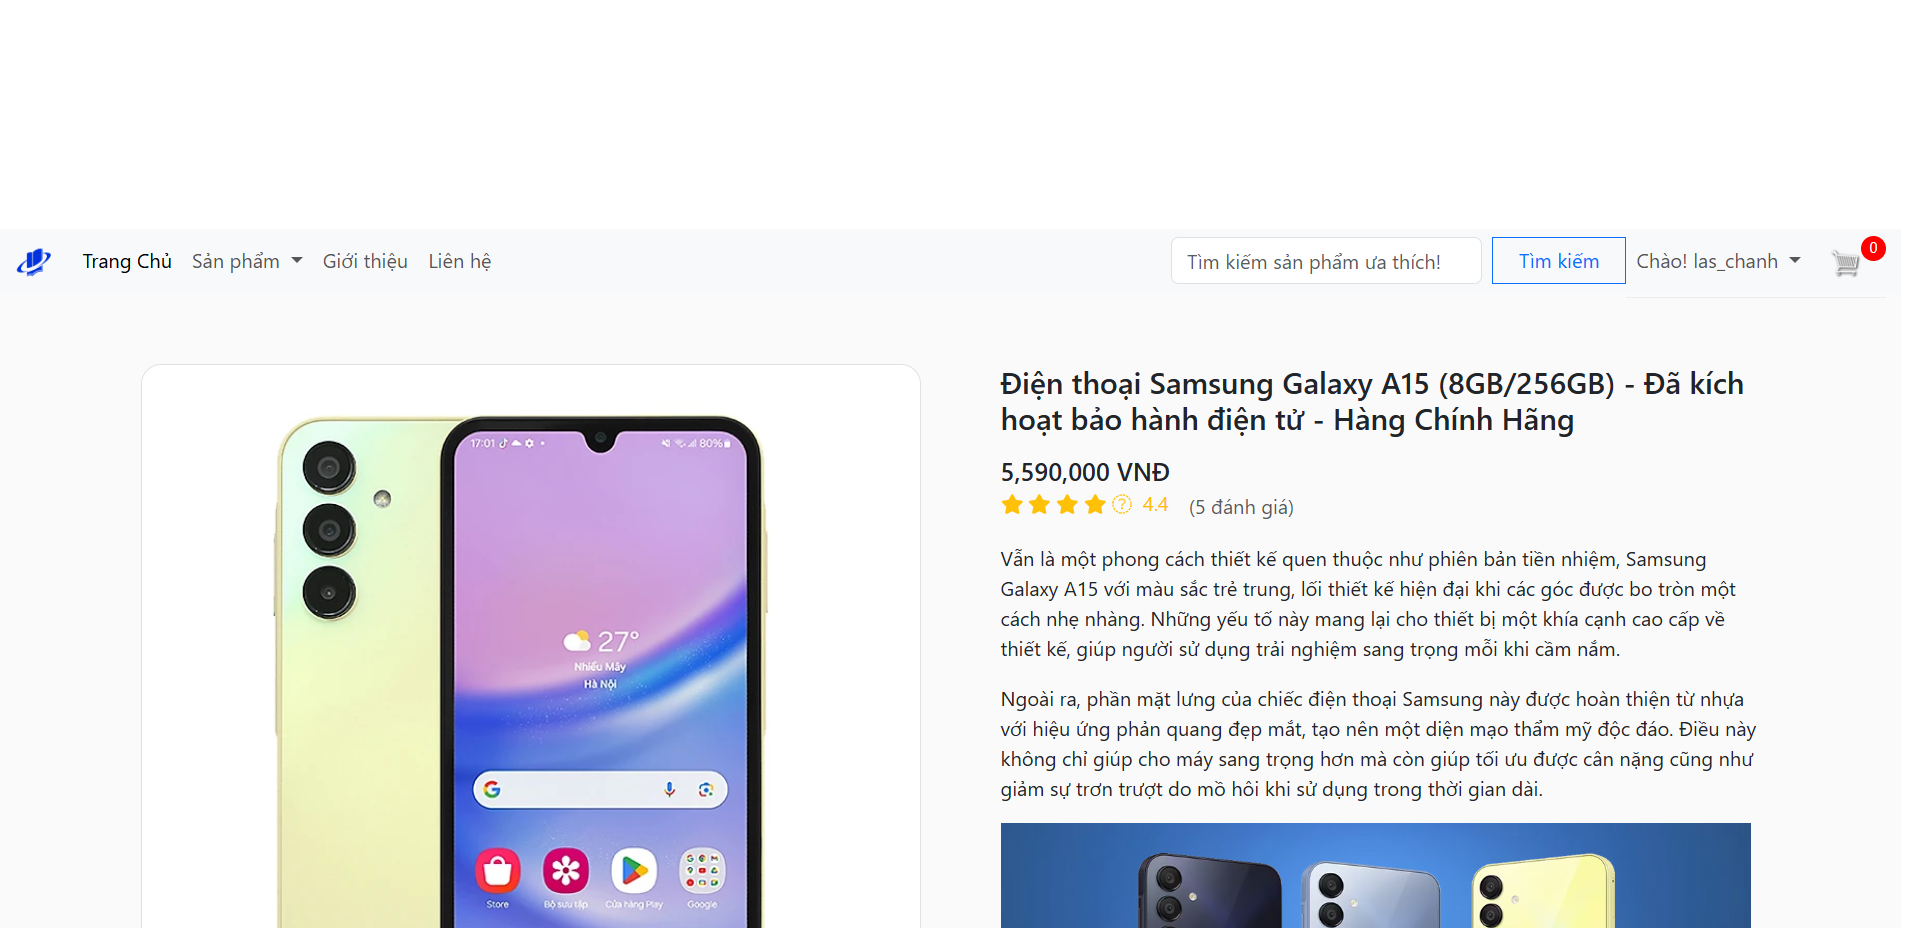 Trang Chủ Sản phẩm Giới thiệu Liên hệ Tìm kiếm sản phẩm ưa thích! Tìm kiếm Chào! las_chanh 0
Điện thoại Samsung Galaxy A15 (8GB/256GB) - Đã kích
hoạt bảo hành điện tử - Hàng Chính Hãng
5,590,000 VNĐ
4.4 (5 đánh giá)
Vẫn là một phong cách thiết kế quen thuộc như phiên bản tiền nhiệm, Samsung
Galaxy A15 với màu sắc trẻ trung, lối thiết kế hiện đại khi các góc được bo tròn một
cách nhẹ nhàng. Những yếu tố này mang lại cho thiết bị một khía cạnh cao cấp về
thiết kế, giúp người sử dụng trải nghiệm sang trọng mỗi khi cầm nắm.
Ngoài ra, phần mặt lưng của chiếc điện thoại Samsung này được hoàn thiện từ nhựa
với hiệu ứng phản quang đẹp mắt, tạo nên một diện mạo thẩm mỹ độc đáo. Điều này
không chỉ giúp cho máy sang trọng hơn mà còn giúp tối ưu được cân nặng cũng như
giảm sự trơn trượt do mồ hôi khi sử dụng trong thời gian dài.
17:01 80%
27°
Nhiều Mây
Hà Nội
Store Bộ sưu tập Cửa hàng Play Google